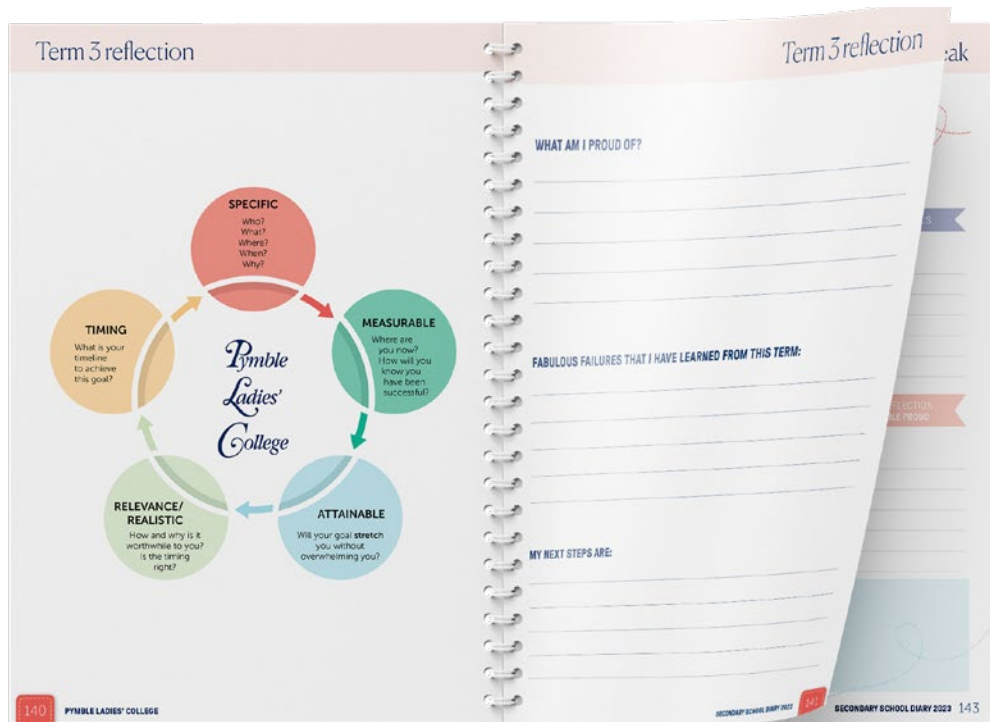 Term 3 reflection
SPECIFIC
Who?
What?
Where?
When?
Why?
MEASURABLE
Where are
you now?
How will you
know you
have been
successful?
ATTAINABLE
Will your goal stretch
you without
overwhelming you?
RELEVANCE/
REALISTIC
How and why is it
worthwhile to you?
Is the timing
right?
TIMING
What is your
timeline
to achieve
this goal?
Pymble
Ladies'
College
140 PYMBLE LADIES' COLLEGE
Term 3 reflection
WHAT AM I PROUD OF?
FABULOUS FAILURES THAT I HAVE LEARNED FROM THIS TERM:
MY NEXT STEPS ARE:
SECONDARY SCHOOL DIARY 2023 141
eak
S
FLECTION
PROUD
SECONDARY SCHOOL DIARY 2023 143